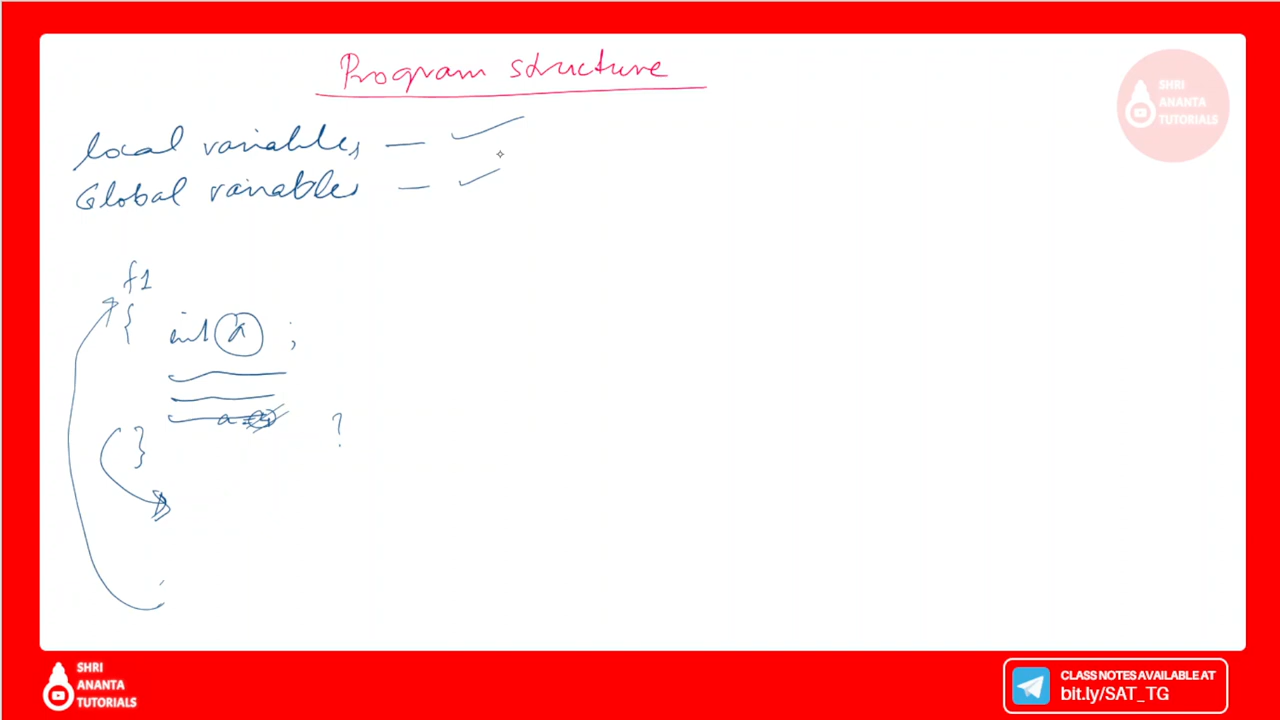 Program structure
SHRI
ANANTA
TUTORIALS
local variables — ✓
Global variables — ✓
f1
{
int a ;
?
}
SHRI
ANANTA
TUTORIALS
CLASS NOTES AVAILABLE AT
bit.ly/SAT_TG